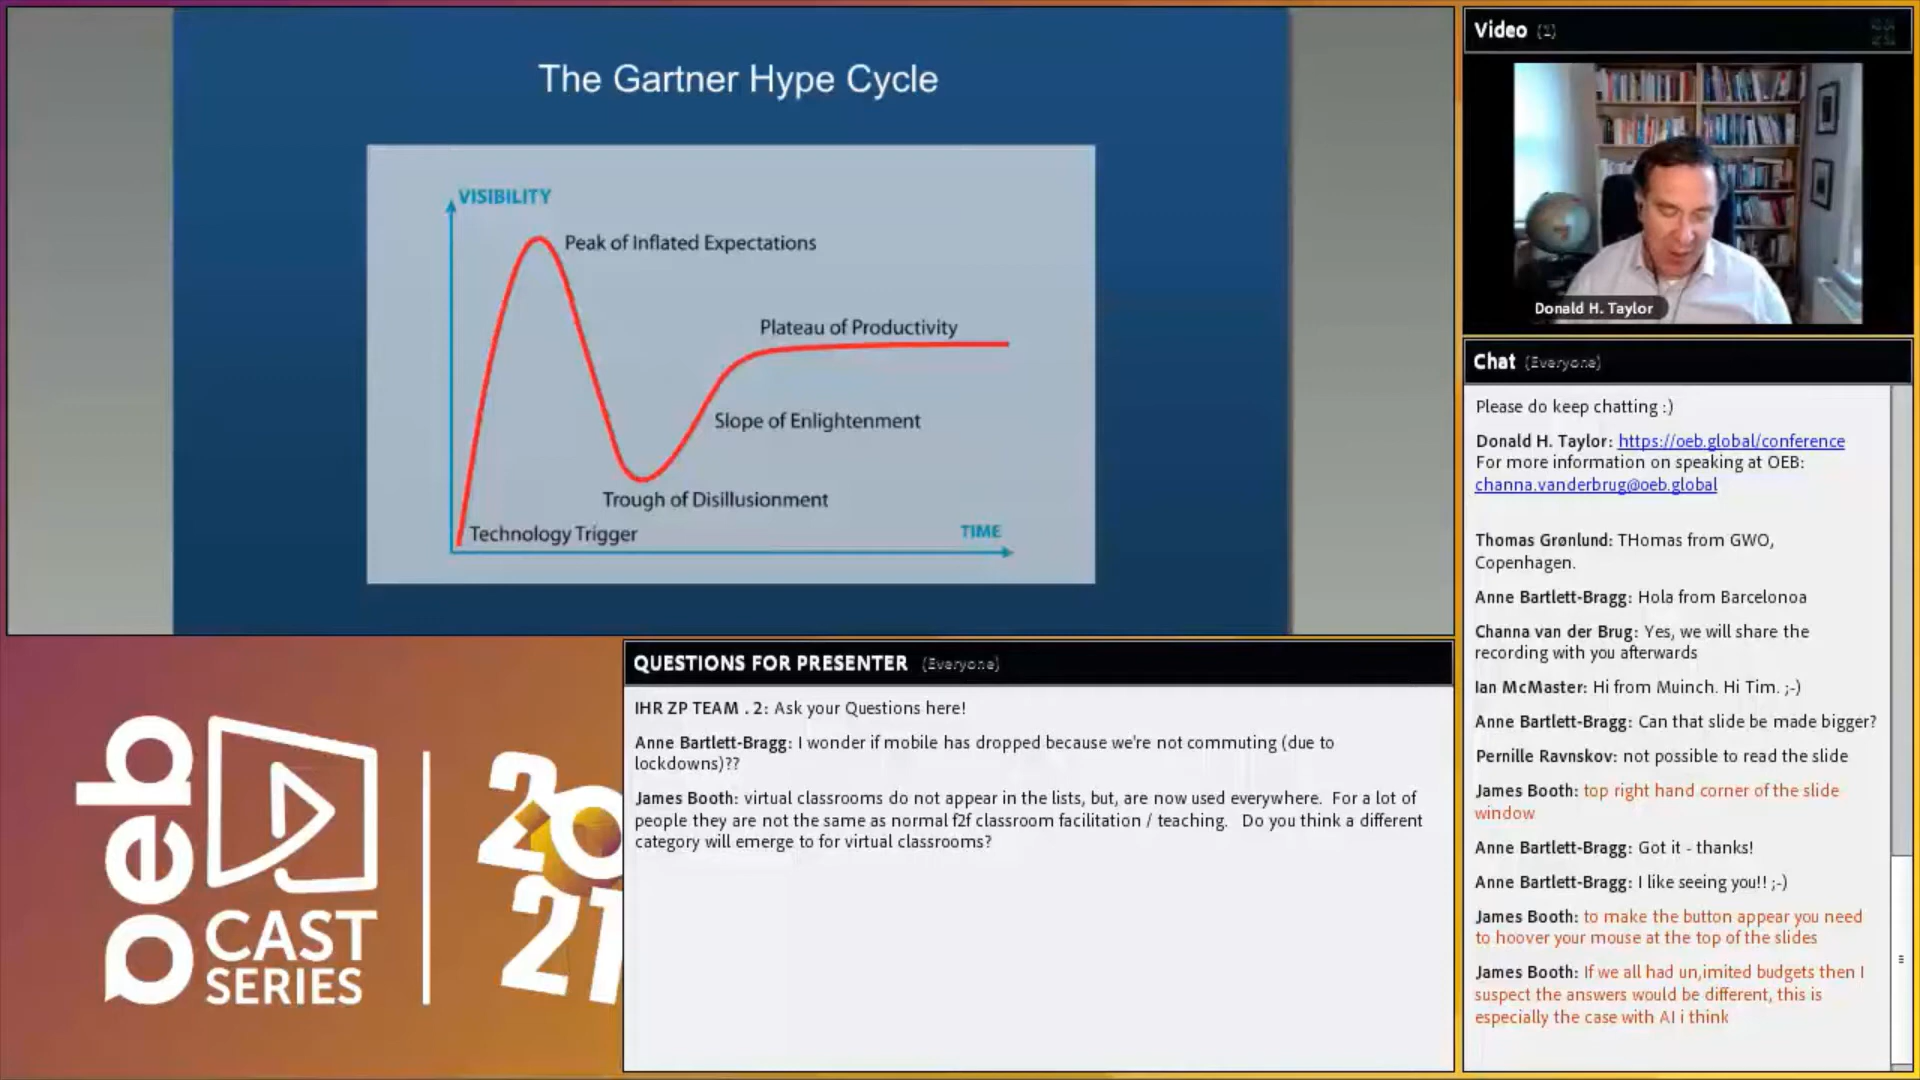 The Gartner Hype Cycle
VISIBILITY
Peak of Inflated Expectations
Plateau of Productivity
Slope of Enlightenment
Trough of Disillusionment
Technology Trigger
TIME
oeb
CAST
SERIES
2021
QUESTIONS FOR PRESENTER (Everyone)
IHR ZP TEAM . 2: Ask your Questions here!
Anne Bartlett-Bragg: I wonder if mobile has dropped because we're not commuting (due to
lockdowns)??
James Booth: virtual classrooms do not appear in the lists, but, are now used everywhere. For a lot of
people they are not the same as normal f2f classroom facilitation / teaching. Do you think a different
category will emerge to for virtual classrooms?
Video (1)
Donald H. Taylor
Chat (Everyone)
Please do keep chatting :)
Donald H. Taylor: https://oeb.global/conference
For more information on speaking at OEB:
channa.vanderbrug@oeb.global
Thomas Grønlund: THomas from GWO,
Copenhagen.
Anne Bartlett-Bragg: Hola from Barcelonoa
Channa van der Brug: Yes, we will share the
recording with you afterwards
Ian McMaster: Hi from Muinch. Hi Tim. ;-)
Anne Bartlett-Bragg: Can that slide be made bigger?
Pernille Ravnskov: not possible to read the slide
James Booth: top right hand corner of the slide
window
Anne Bartlett-Bragg: Got it - thanks!
Anne Bartlett-Bragg: I like seeing you!! ;-)
James Booth: to make the button appear you need
to hoover your mouse at the top of the slides
James Booth: If we all had un,imited budgets then I
suspect the answers would be different, this is
especially the case with AI i think